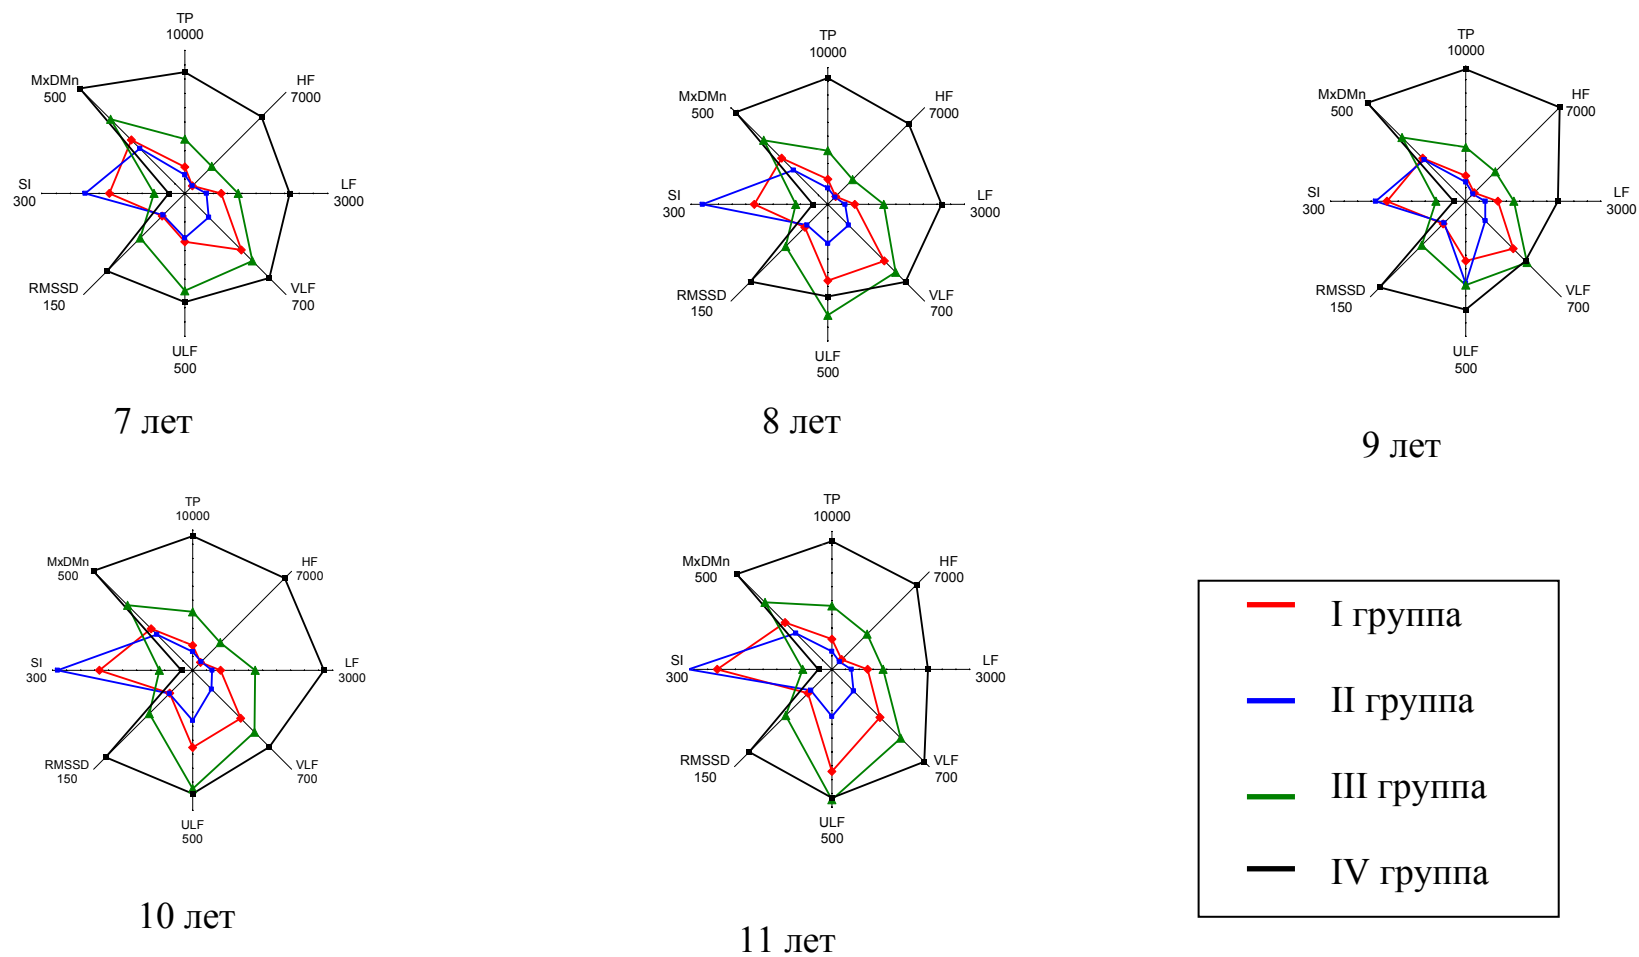 TP
10000
HF
7000
LF
3000
VLF
700
ULF
500
RMSSD
150
SI
300
MxDMn
500
7 лет
TP
10000
HF
7000
LF
3000
VLF
700
ULF
500
RMSSD
150
SI
300
MxDMn
500
8 лет
TP
10000
HF
7000
LF
3000
VLF
700
ULF
500
RMSSD
150
SI
300
MxDMn
500
9 лет
TP
10000
HF
7000
LF
3000
VLF
700
ULF
500
RMSSD
150
SI
300
MxDMn
500
10 лет
TP
10000
HF
7000
LF
3000
VLF
700
ULF
500
RMSSD
150
SI
300
MxDMn
500
11 лет
I группа
II группа
III группа
IV группа